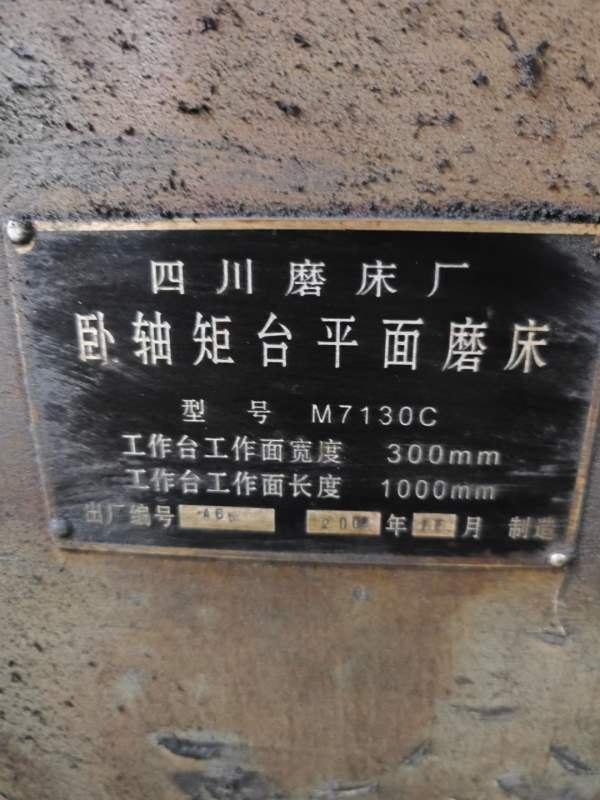 四川磨床厂
卧轴矩台平面磨床
型 号 M7130C
工作台工作面宽度 300mm
工作台工作面长度 1000mm
出厂编号 年 月 制造